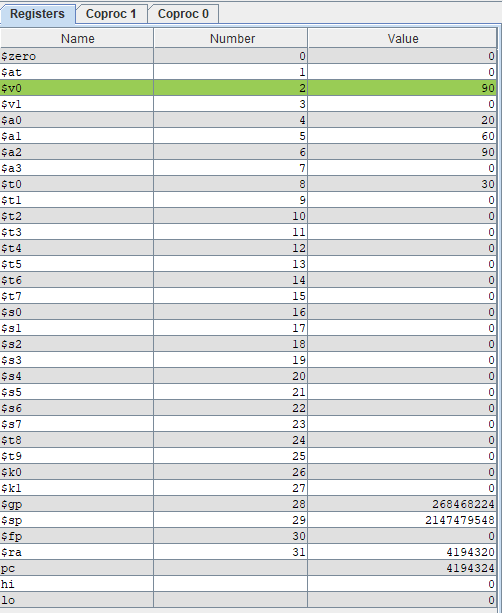 Registers Coproc 1 Coproc 0
Name Number Value
$zero 0 0
$at 1 0
$v0 2 90
$v1 3 0
$a0 4 20
$a1 5 60
$a2 6 90
$a3 7 0
$t0 8 30
$t1 9 0
$t2 10 0
$t3 11 0
$t4 12 0
$t5 13 0
$t6 14 0
$t7 15 0
$s0 16 0
$s1 17 0
$s2 18 0
$s3 19 0
$s4 20 0
$s5 21 0
$s6 22 0
$s7 23 0
$t8 24 0
$t9 25 0
$k0 26 0
$k1 27 0
$gp 28 268468224
$sp 29 2147479548
$fp 30 0
$ra 31 4194320
pc 4194324
hi 0
lo 0